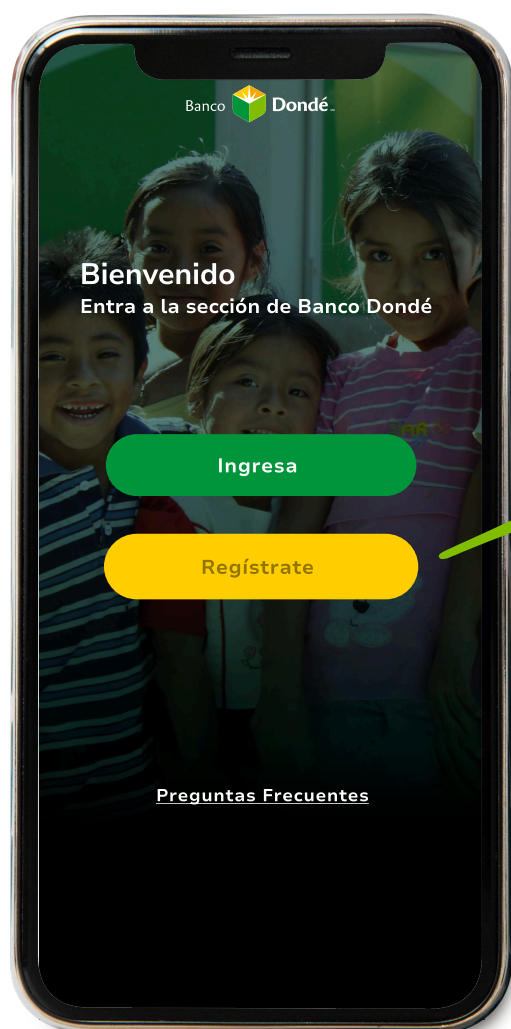 Banco Dondé
Bienvenido
Entra a la sección de Banco Dondé
Ingresa
Regístrate
Preguntas Frecuentes